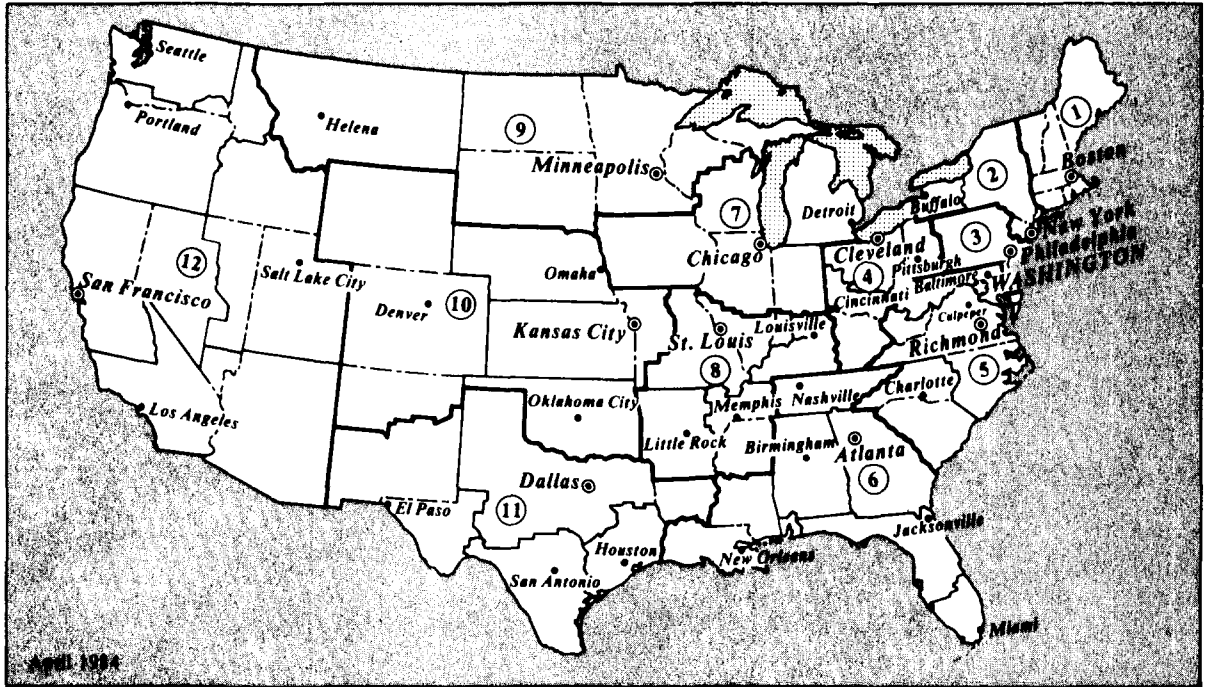 Seattle
Portland
Helena
9
Minneapolis
1
Boston
2
Buffalo
New York
Philadelphia
3
WASHINGTON
Detroit
7
Chicago
Cleveland
4
Pittsburgh
Baltimore
Cincinnati
Culpeper
Richmond
5
12
Salt Lake City
San Francisco
Omaha
Denver
10
Kansas City
St. Louis
Louisville
8
Charlotte
Los Angeles
Oklahoma City
Memphis
Nashville
Little Rock
Birmingham
Atlanta
6
Dallas
11
El Paso
Jacksonville
Houston
New Orleans
San Antonio
Miami
April 1984